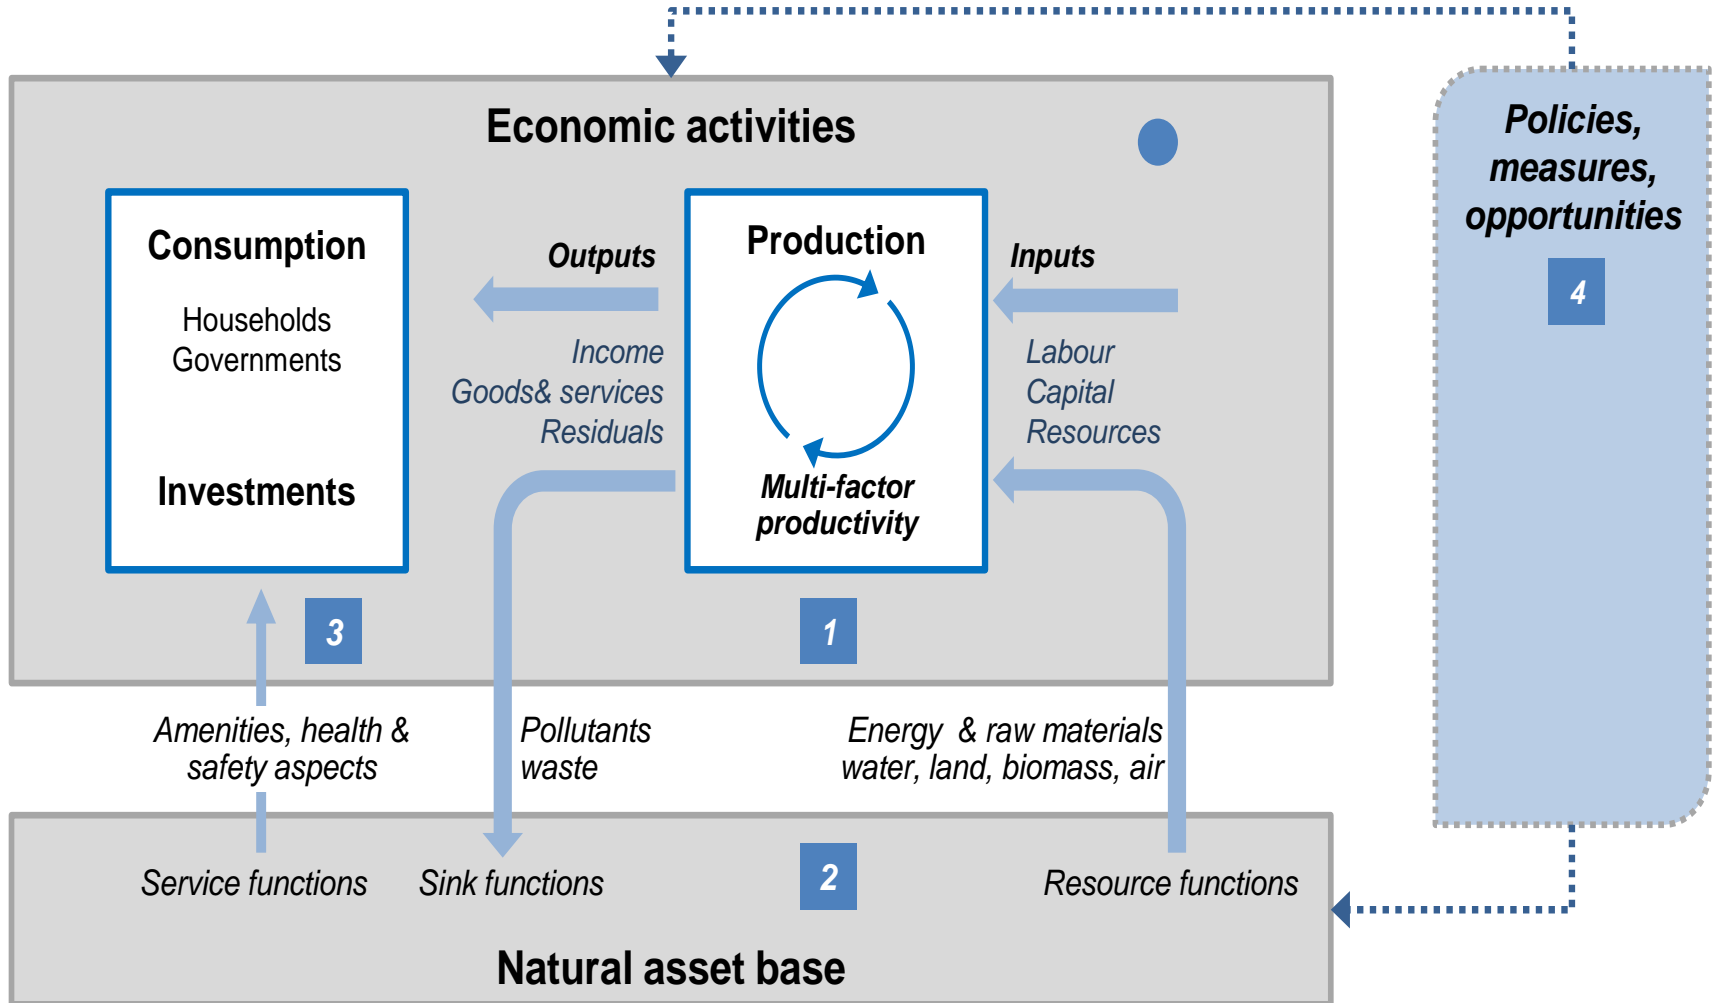 Economic activities
Policies,
measures,
opportunities
4
Consumption
Households
Governments
Investments
Outputs
Income
Goods& services
Residuals
Production
Multi-factor
productivity
Inputs
Labour
Capital
Resources
3
1
Amenities, health &
safety aspects
Pollutants
waste
Energy & raw materials
water, land, biomass, air
Service functions
Sink functions
2
Resource functions
Natural asset base